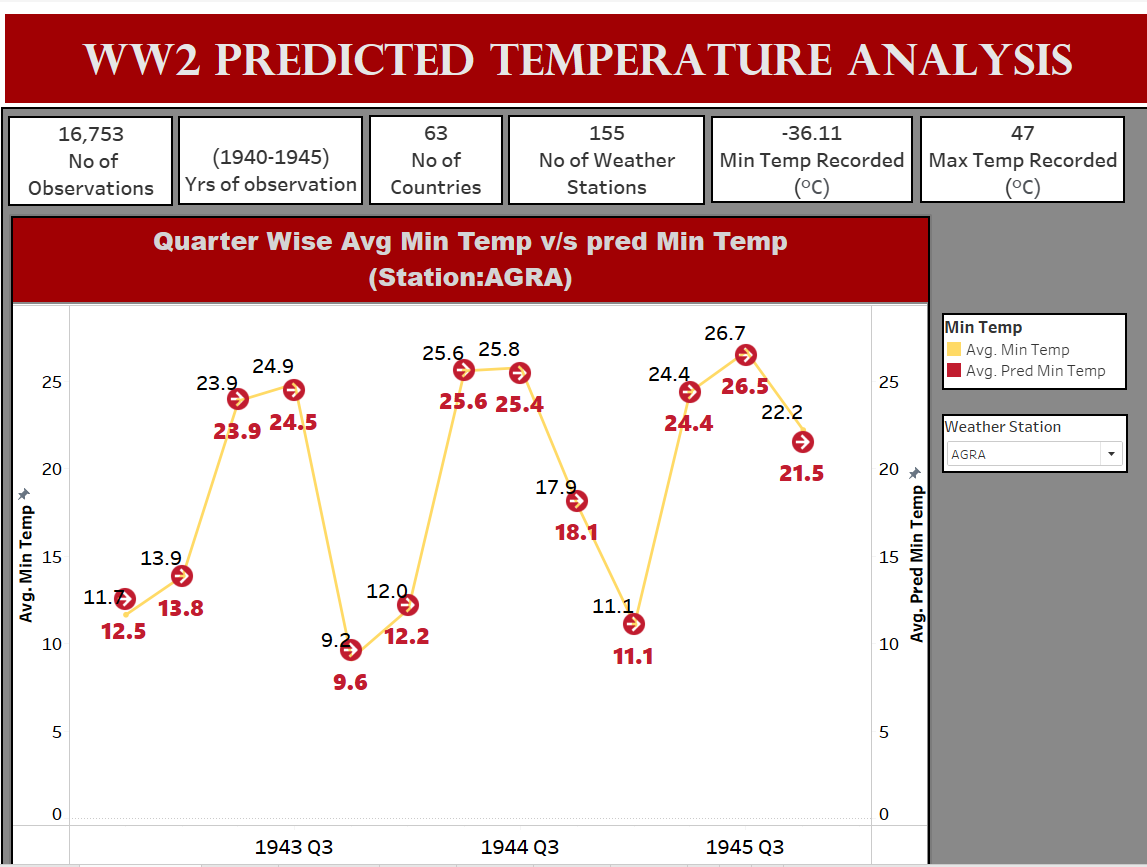 WW2 PREDICTED TEMPERATURE ANALYSIS
16,753
No of
Observations
(1940-1945)
Yrs of observation
63
No of
Countries
155
No of Weather
Stations
-36.11
Min Temp Recorded
(°C)
47
Max Temp Recorded
(°C)
Quarter Wise Avg Min Temp v/s pred Min Temp
(Station:AGRA)
Min Temp
Avg. Min Temp
Avg. Pred Min Temp
Weather Station
AGRA
Avg. Min Temp
25
20
15
10
5
0
11.7
12.5
13.9
13.8
23.9
23.9
24.9
24.5
9.2
9.6
12.0
12.2
25.6
25.6
25.8
25.4
17.9
18.1
11.1
11.1
24.4
24.4
26.7
26.5
22.2
21.5
25
20
15
10
5
0
Avg. Pred Min Temp
1943 Q3
1944 Q3
1945 Q3